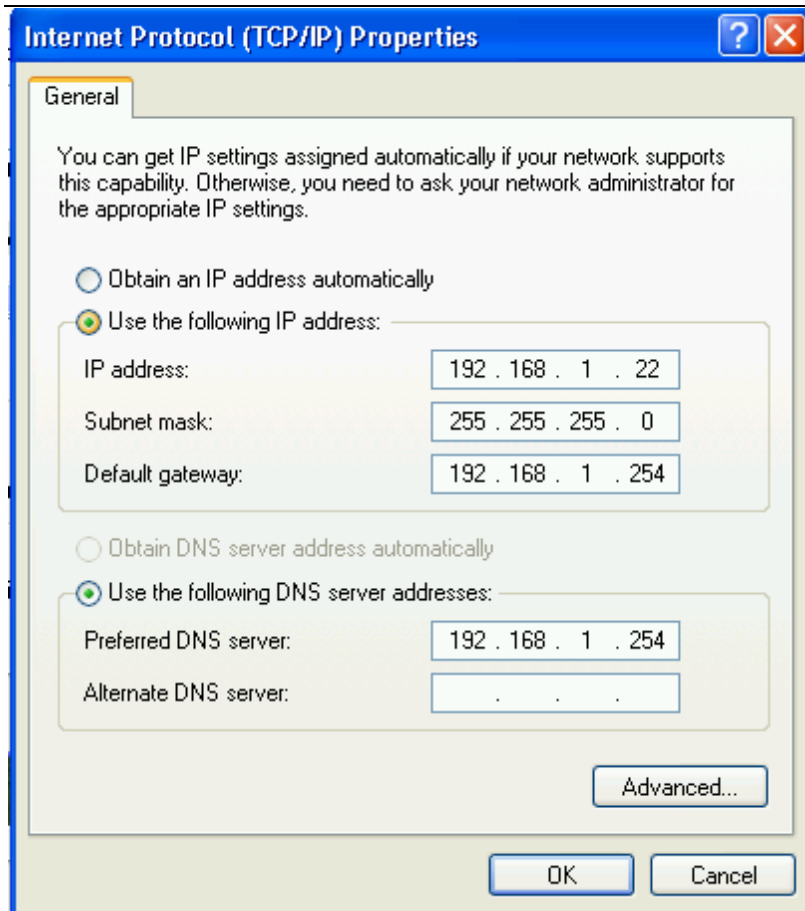 Internet Protocol (TCP/IP) Properties
General
You can get IP settings assigned automatically if your network supports
this capability. Otherwise, you need to ask your network administrator for
the appropriate IP settings.
Obtain an IP address automatically
Use the following IP address:
IP address: 192 . 168 . 1 . 22
Subnet mask: 255 . 255 . 255 . 0
Default gateway: 192 . 168 . 1 . 254
Obtain DNS server address automatically
Use the following DNS server addresses:
Preferred DNS server: 192 . 168 . 1 . 254
Alternate DNS server: . . .
Advanced...
OK Cancel